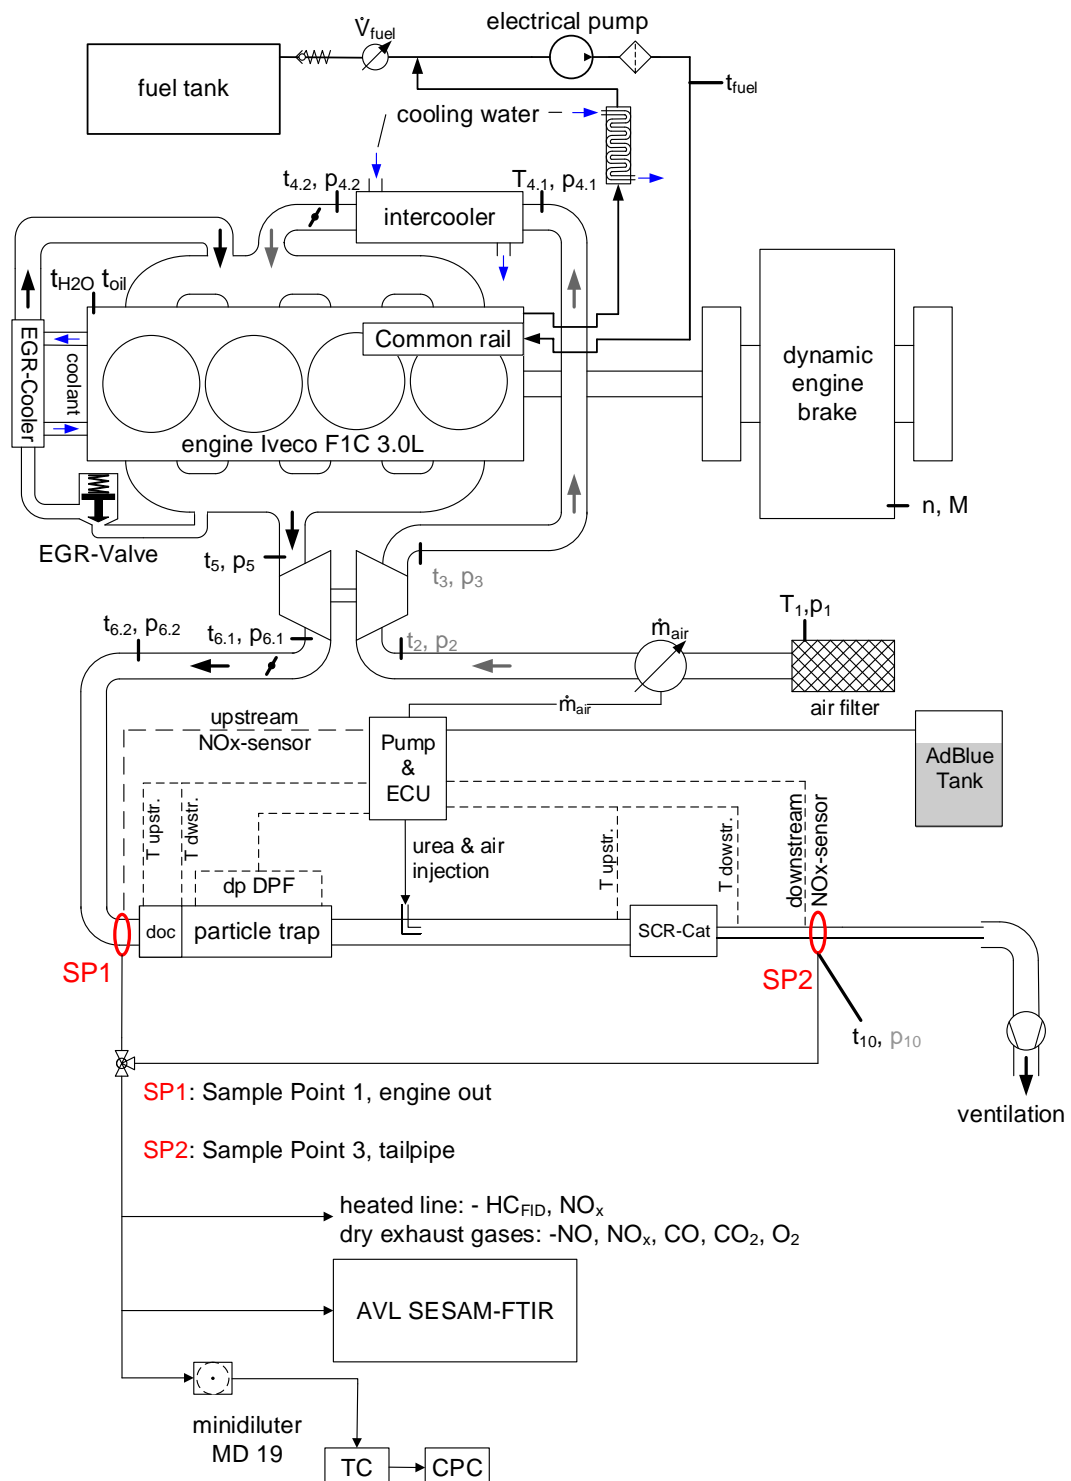 V̇fuel
electrical pump
fuel tank
tfuel
cooling water
t4.2, p4.2
T4.1, p4.1
intercooler
tH2O toil
Common rail
EGR-Cooler
coolant
dynamic
engine
brake
engine Iveco F1C 3.0L
n, M
EGR-Valve
t5, p5
t3, p3
T1,p1
t6.2, p6.2
t6.1, p6.1
t2, p2
ṁair
air filter
ṁair
upstream
NOx-sensor
Pump
&
ECU
AdBlue
Tank
T upstr.
T dwstr.
urea & air
injection
T upstr.
T dowstr.
downstream
NOx-sensor
dp DPF
doc
particle trap
SCR-Cat
SP1
SP2
t10, p10
SP1: Sample Point 1, engine out
ventilation
SP2: Sample Point 3, tailpipe
heated line: - HCFID, NOx
dry exhaust gases: -NO, NOx, CO, CO2, O2
AVL SESAM-FTIR
minidiluter
MD 19
TC
CPC